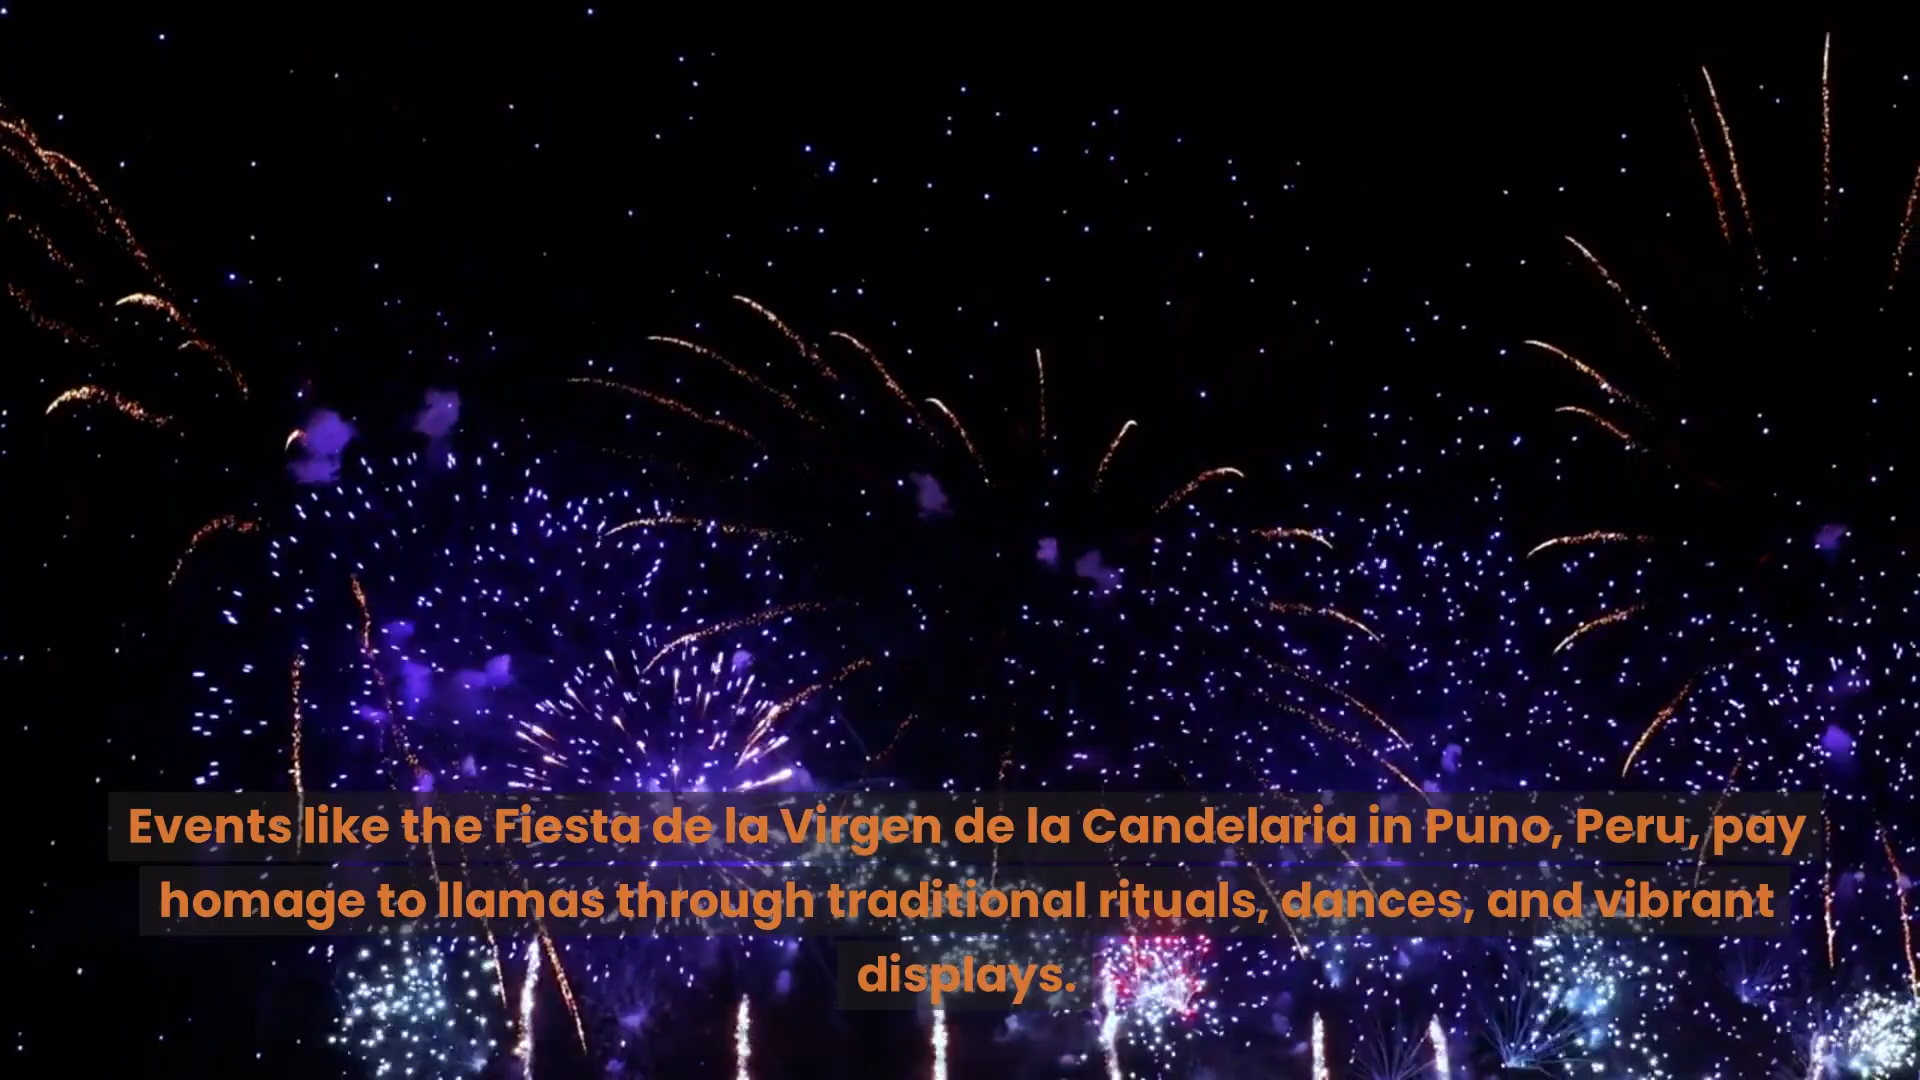 Events like the Fiesta de la Virgen de la Candelaria in Puno, Peru, pay
homage to llamas through traditional rituals, dances, and vibrant
displays.